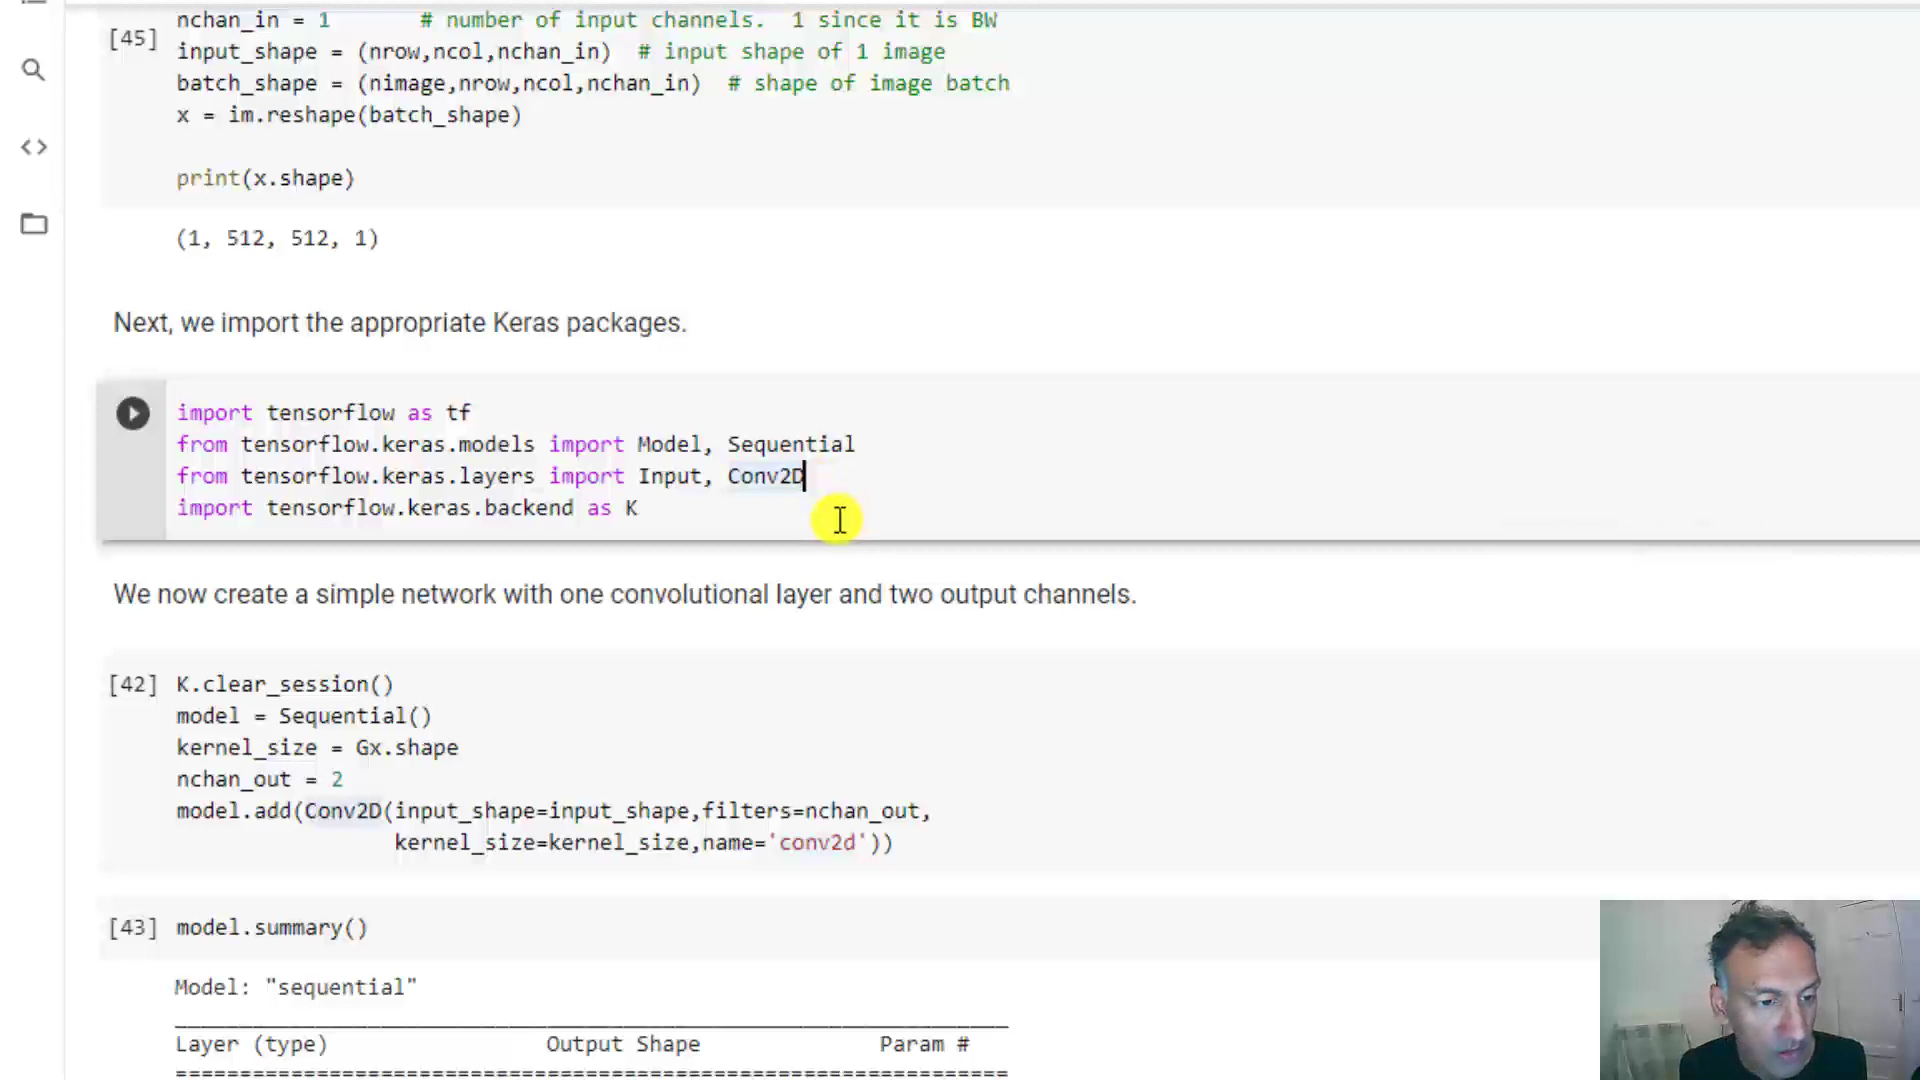 nchan_in = 1 # number of input channels. 1 since it is BW
[45]
input_shape = (nrow,ncol,nchan_in) # input shape of 1 image
batch_shape = (nimage,nrow,ncol,nchan_in) # shape of image batch
x = im.reshape(batch_shape)
print(x.shape)
(1, 512, 512, 1)
Next, we import the appropriate Keras packages.
import tensorflow as tf
from tensorflow.keras.models import Model, Sequential
from tensorflow.keras.layers import Input, Conv2D
import tensorflow.keras.backend as K
We now create a simple network with one convolutional layer and two output channels.
[42] K.clear_session()
model = Sequential()
kernel_size = Gx.shape
nchan_out = 2
model.add(Conv2D(input_shape=input_shape,filters=nchan_out,
kernel_size=kernel_size,name='conv2d'))
[43] model.summary()
Model: "sequential"
Layer (type) Output Shape Param #